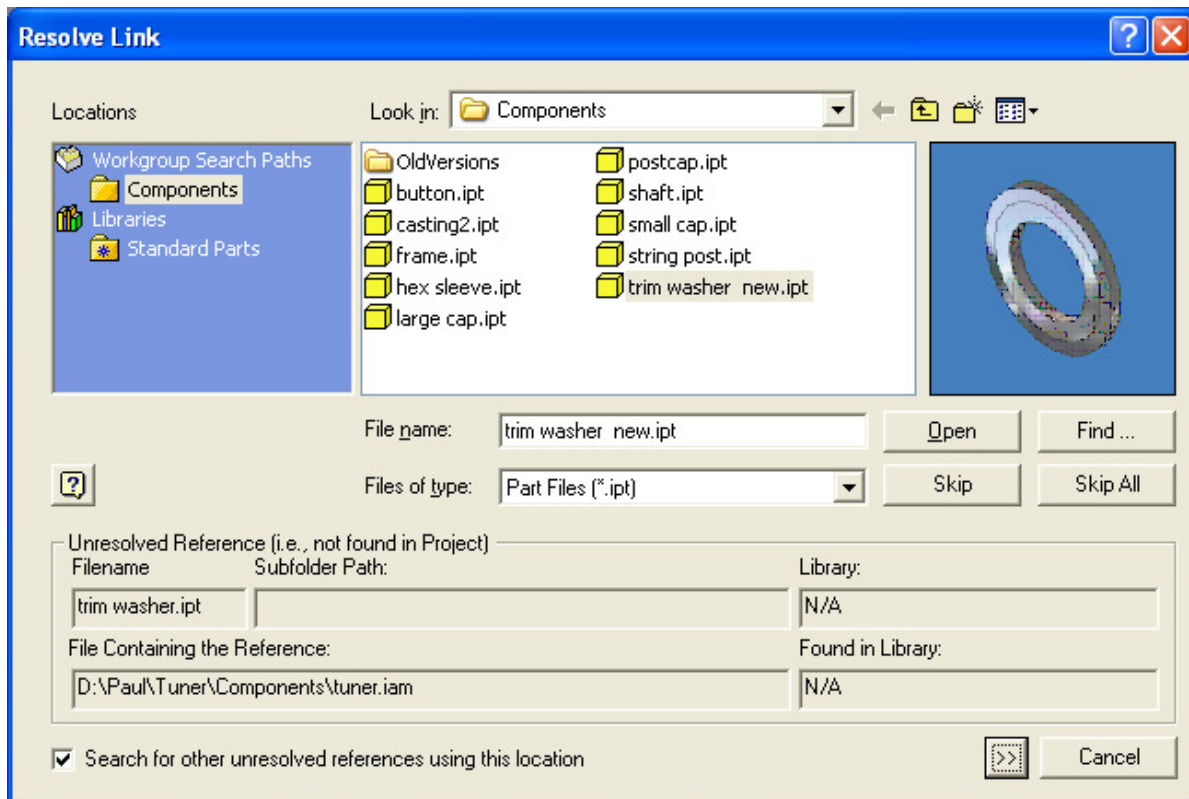 Resolve Link
Locations
Look in: Components
Workgroup Search Paths
Components
Libraries
Standard Parts
OldVersions
button.ipt
casting2.ipt
frame.ipt
hex sleeve.ipt
large cap.ipt
postcap.ipt
shaft.ipt
small cap.ipt
string post.ipt
trim washer  new.ipt
File name: trim washer  new.ipt Open Find ...
Files of type: Part Files (*.ipt) Skip Skip All
Unresolved Reference (i.e., not found in Project)
Filename Subfolder Path: Library:
trim washer.ipt N/A
File Containing the Reference: Found in Library:
D:\Paul\Tuner\Components\tuner.iam N/A
Search for other unresolved references using this location >> Cancel